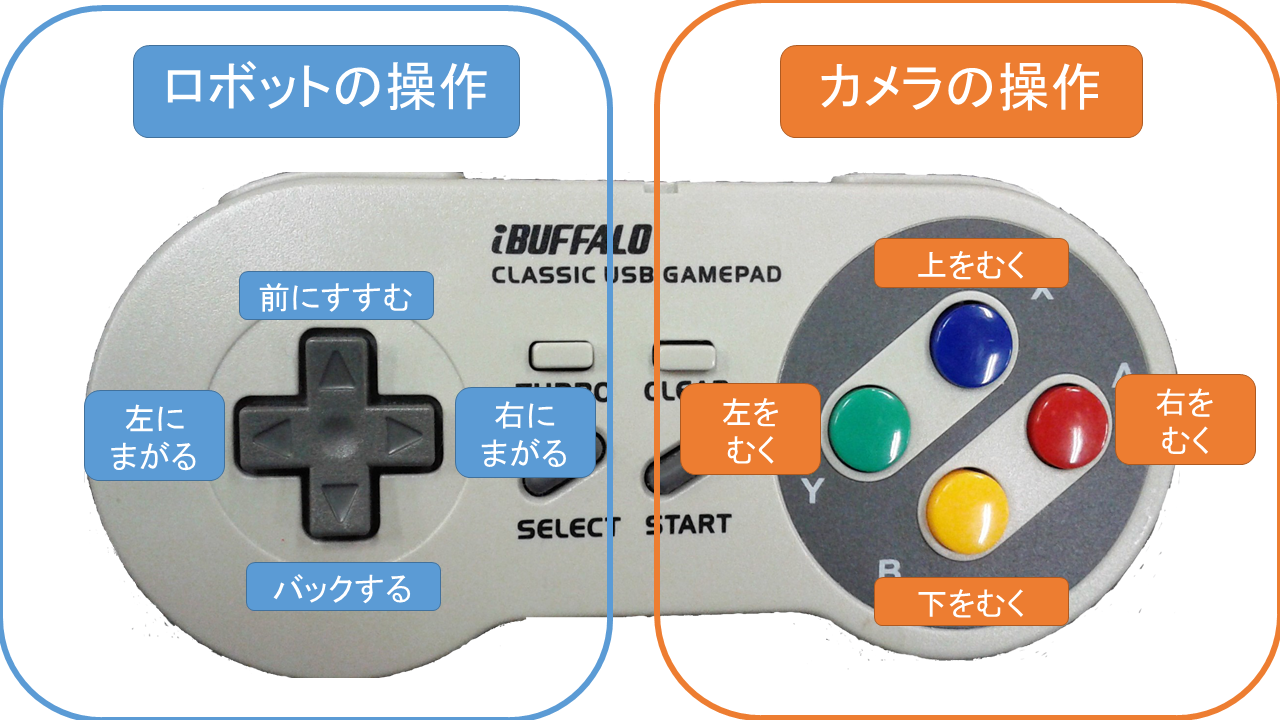 ロボットの操作
カメラの操作
iBUFFALO
CLASSIC USB GAMEPAD
上をむく
X
前にすすむ
A
左に
まがる
右に
まがる
左を
むく
右を
むく
Y
SELECT START
B
バックする
下をむく